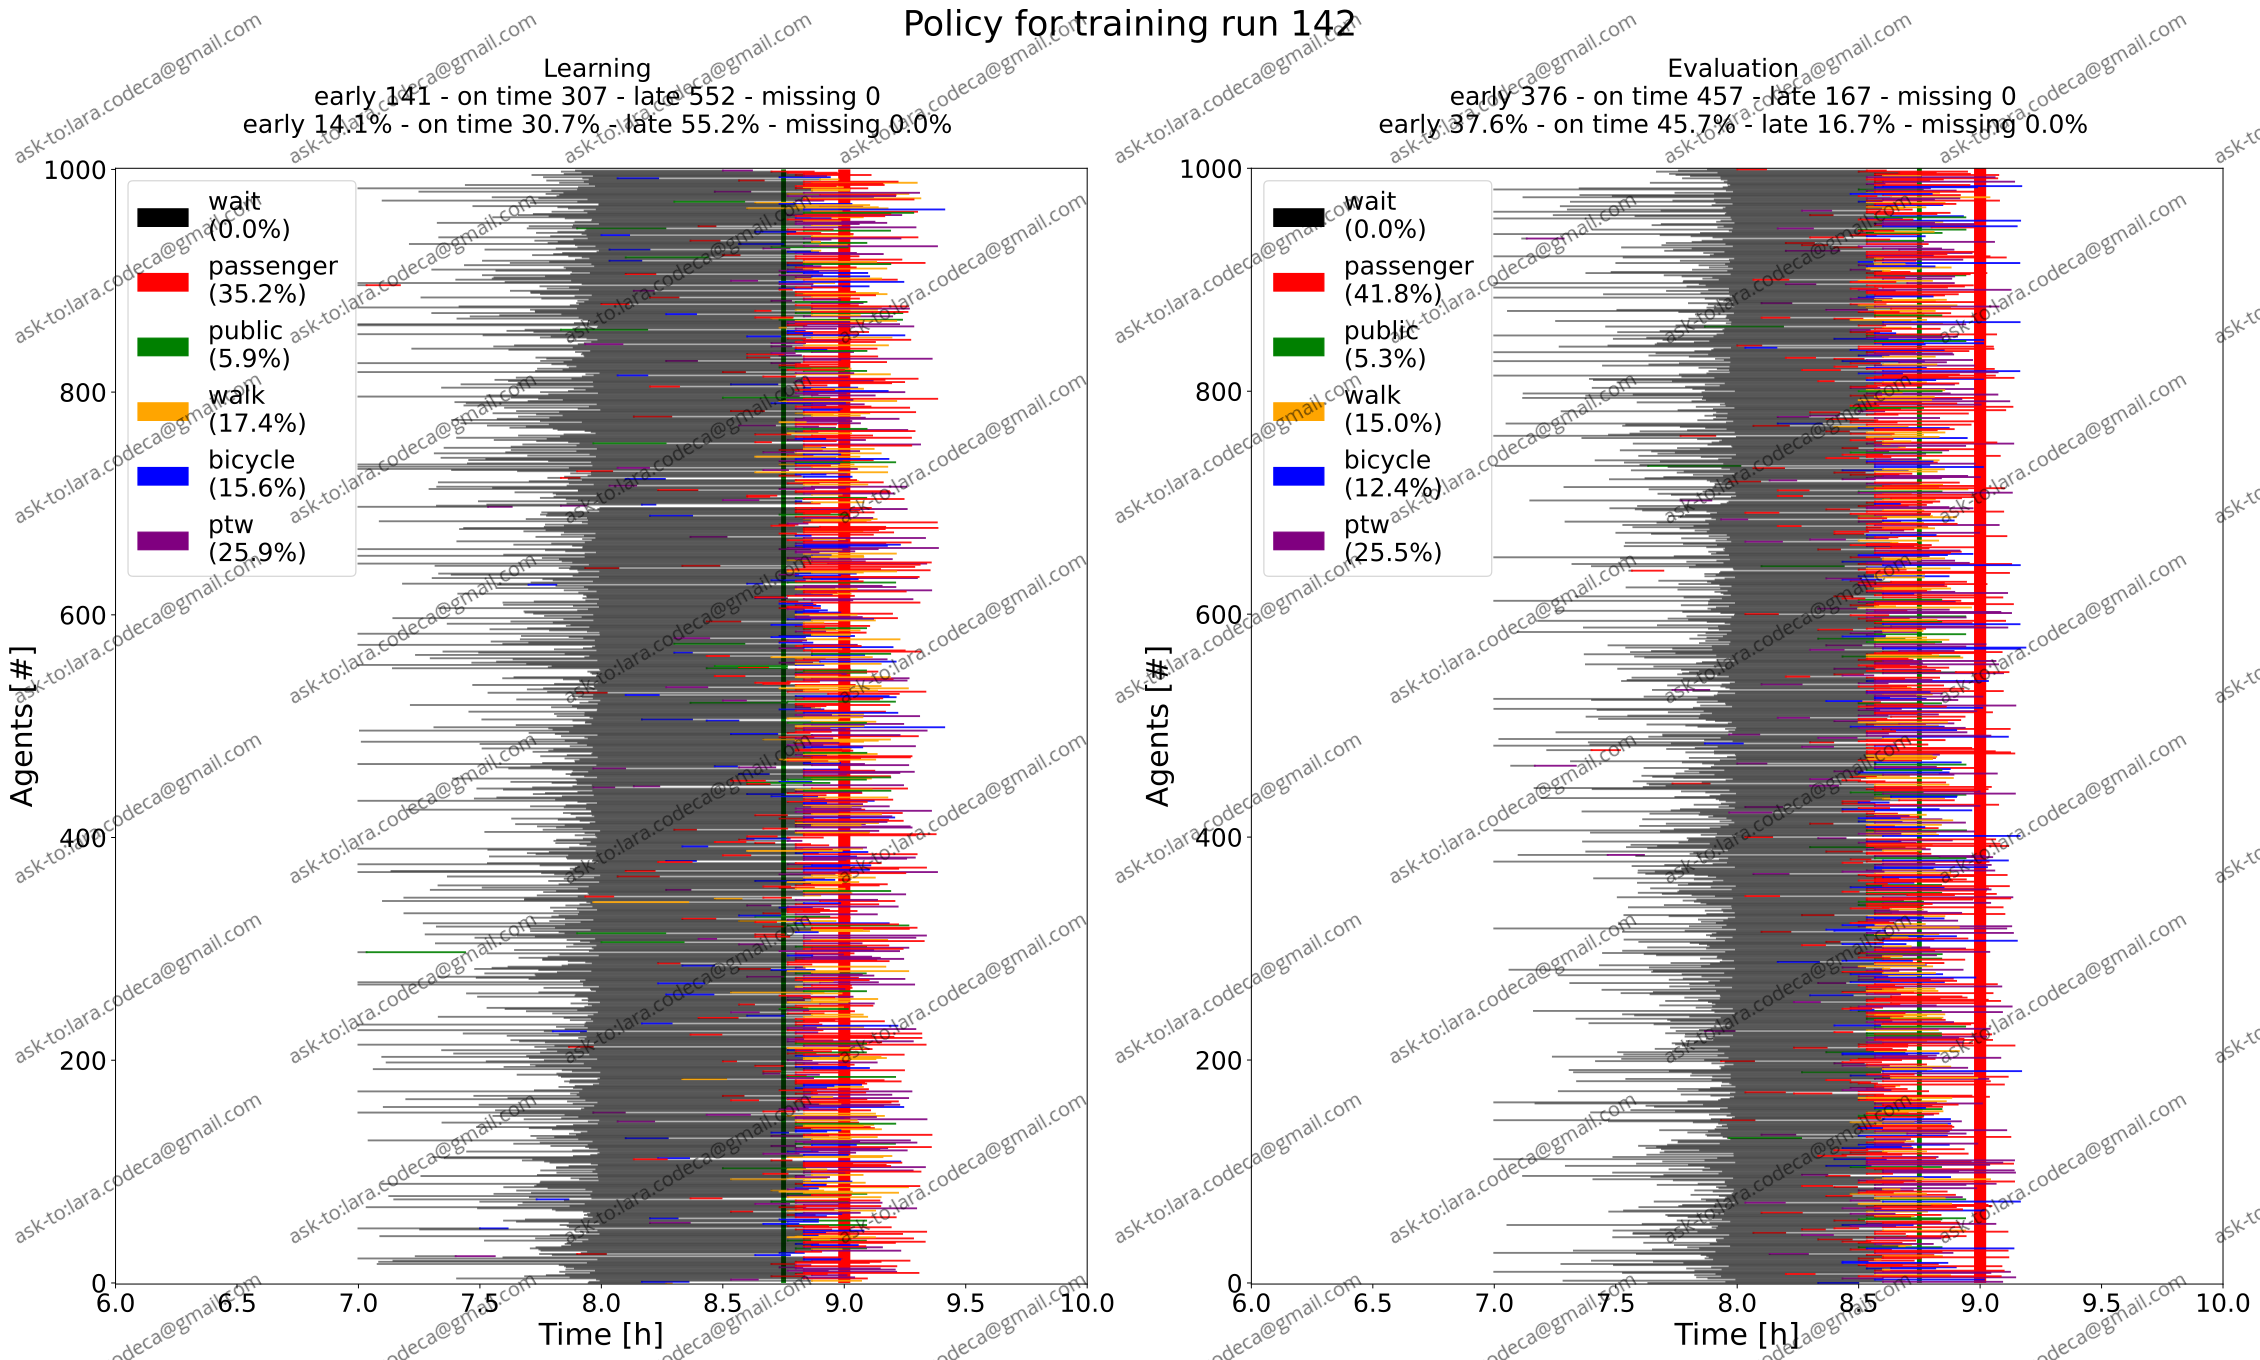 Policy for training run 142
Learning
early 141 - on time 307 - late 552 - missing 0
early 14.1% - on time 30.7% - late 55.2% - missing 0.0%
1000
800
600
400
200
0
Agents [#]
wait
(0.0%)
passenger
(35.2%)
public
(5.9%)
walk
(17.4%)
bicycle
(15.6%)
ptw
(25.9%)
6.0 6.5 7.0 7.5 8.0 8.5 9.0 9.5 10.0
Time [h]
Evaluation
early 376 - on time 457 - late 167 - missing 0
early 37.6% - on time 45.7% - late 16.7% - missing 0.0%
1000
800
600
400
200
0
Agents [#]
wait
(0.0%)
passenger
(41.8%)
public
(5.3%)
walk
(15.0%)
bicycle
(12.4%)
ptw
(25.5%)
6.0 6.5 7.0 7.5 8.0 8.5 9.0 9.5 10.0
Time [h]
ask-to:lara.codeca@gmail.com